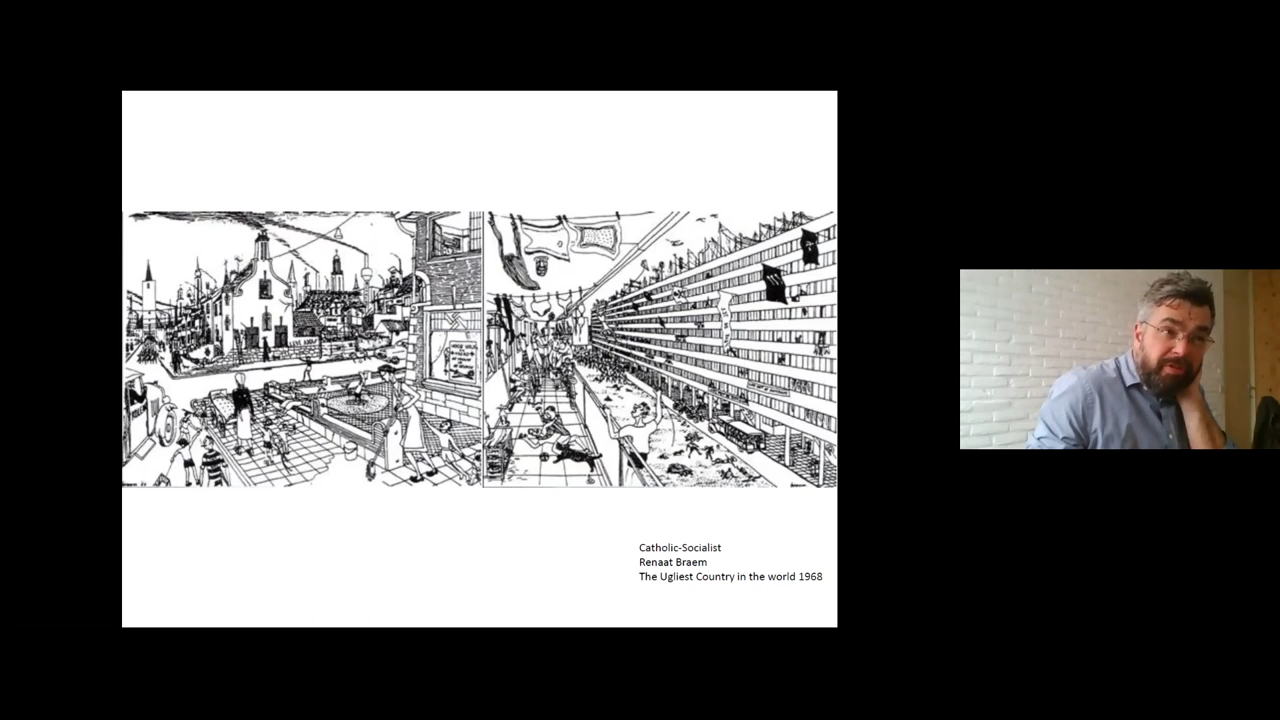 Catholic-Socialist
Renaat Braem
The Ugliest Country in the world 1968